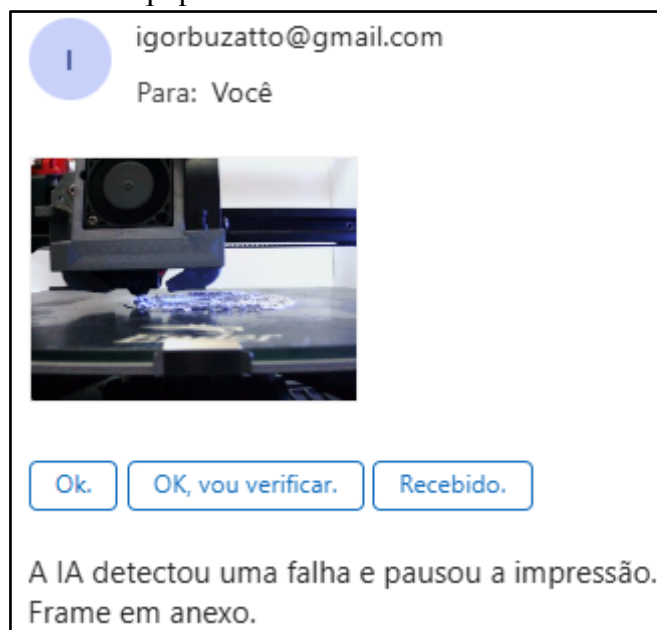 I
igorbuzatto@gmail.com
Para: Você
Ok.
OK, vou verificar.
Recebido.
A IA detectou uma falha e pausou a impressão.
Frame em anexo.